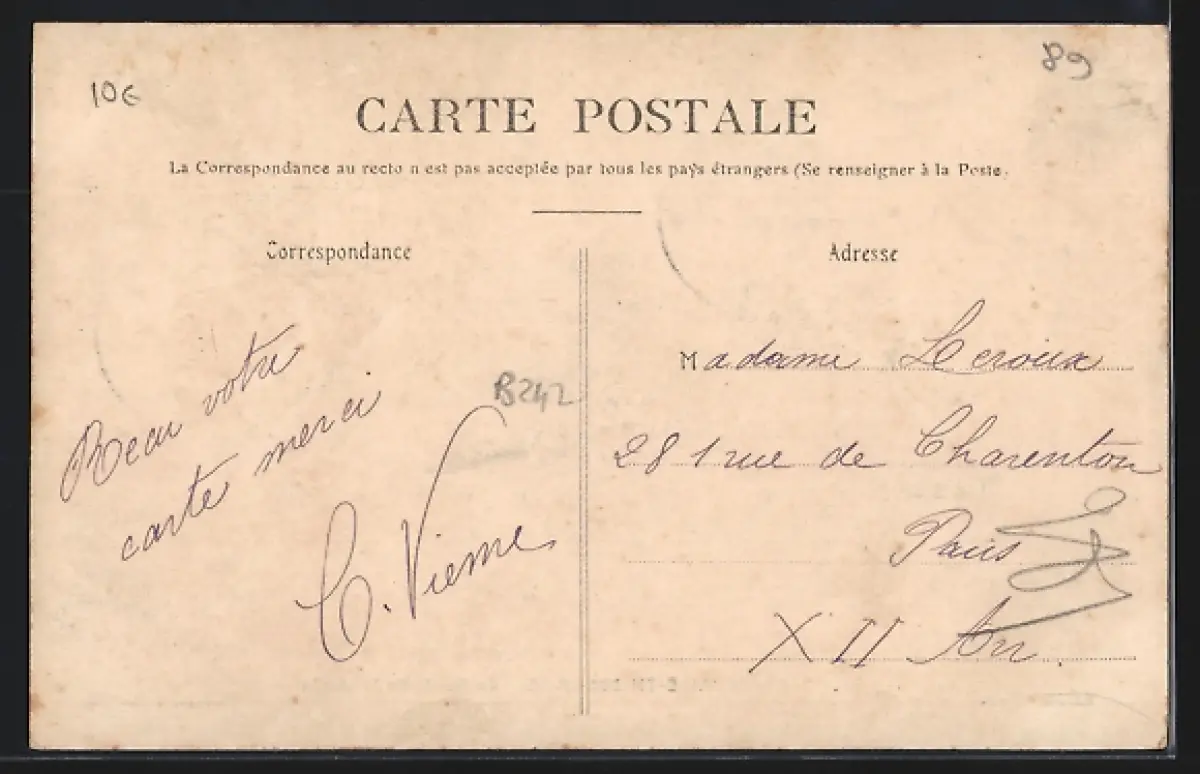 10€
89
CARTE POSTALE
La Correspondance au recto n est pas acceptée par tous les pays étrangers (Se renseigner à la Poste.
Correspondance
Beau votre
carte merci
C. Vieme
B242
Adresse
Madame Leroux
281 rue de Charenton
Paris
XII Arr.